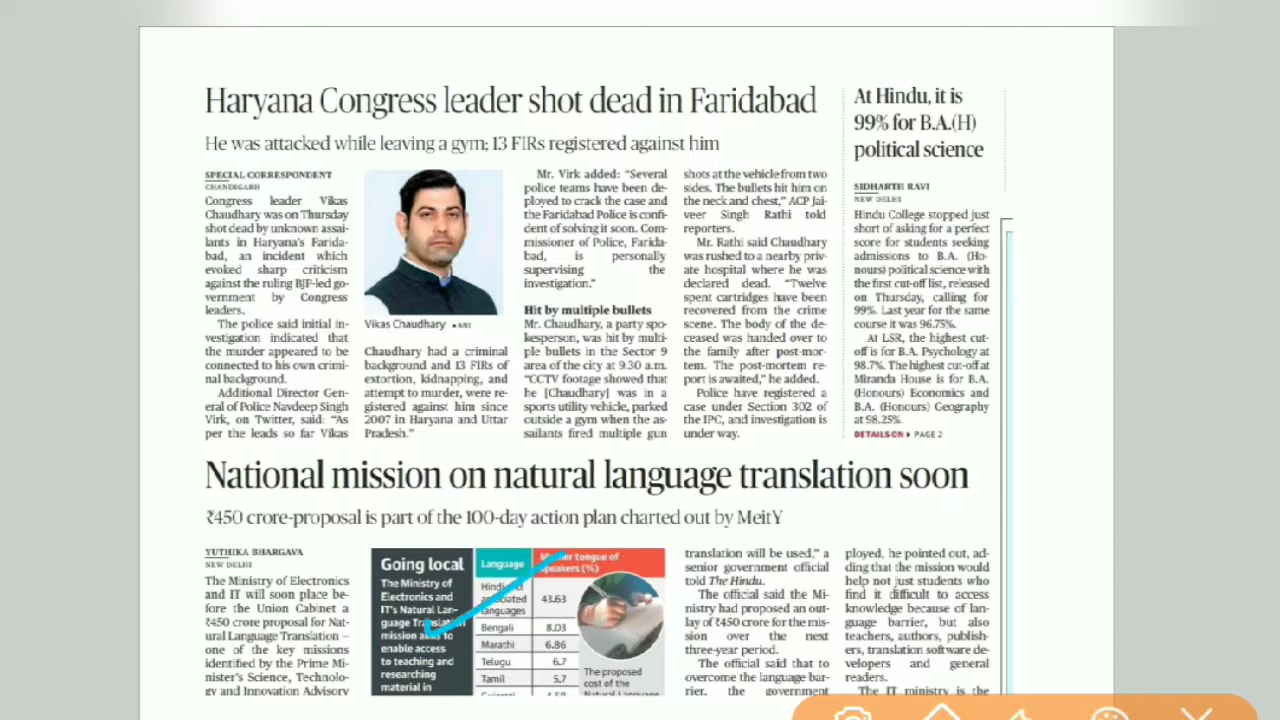 Haryana Congress leader shot dead in Faridabad
He was attacked while leaving a gym; 13 FIRs registered against him
SPECIAL CORRESPONDENT
CHANDIGARH
Congress leader Vikas
Chaudhary was on Thursday
shot dead by unknown assai-
lants in Haryana's Farida-
bad, an incident which
evoked sharp criticism
against the ruling BJP-led go-
vernment by Congress
leaders.
The police said initial in-
vestigation indicated that
the murder appeared to be
connected to his own crimi-
nal background.
Additional Director Gen-
eral of Police Navdeep Singh
Virk, on Twitter, said: "As
per the leads so far Vikas
Vikas Chaudhary ▪ANI
Chaudhary had a criminal
background and 13 FIRs of
extortion, kidnapping, and
attempt to murder, were re-
gistered against him since
2007 in Haryana and Uttar
Pradesh."
Mr. Virk added: "Several
police teams have been de-
ployed to crack the case and
the Faridabad Police is confi-
dent of solving it soon. Com-
missioner of Police, Farida-
bad, is personally
supervising the
investigation."
Hit by multiple bullets
Mr. Chaudhary, a party spo-
kesperson, was hit by multi-
ple bullets in the Sector 9
area of the city at 9.30 a.m.
"CCTV footage showed that
he [Chaudhary] was in a
sports utility vehicle, parked
outside a gym when the as-
sailants fired multiple gun
shots at the vehicle from two
sides. The bullets hit him on
the neck and chest," ACP Jai-
veer Singh Rathi told
reporters.
Mr. Rathi said Chaudhary
was rushed to a nearby priv-
ate hospital where he was
declared dead. "Twelve
spent cartridges have been
recovered from the crime
scene. The body of the de-
ceased was handed over to
the family after post-mor-
tem. The post-mortem re-
port is awaited," he added.
Police have registered a
case under Section 302 of
the IPC, and investigation is
under way.
At Hindu, it is
99% for B.A.(H)
political science
SIDHARTH RAVI
NEW DELHI
Hindu College stopped just
short of asking for a perfect
score for students seeking
admissions to B.A. (Ho-
nours) political science with
the first cut-off list, released
on Thursday, calling for
99%. Last year for the same
course it was 96.75%.
At LSR, the highest cut-
off is for B.A. Psychology at
98.7%. The highest cut-off at
Miranda House is for B.A.
(Honours) Economics and
B.A. (Honours) Geography
at 98.25%.
DETAILS ON ▸ PAGE 2
National mission on natural language translation soon
₹450 crore-proposal is part of the 100-day action plan charted out by MeitY
YUTHIKA BHARGAVA
NEW DELHI
The Ministry of Electronics
and IT will soon place be-
fore the Union Cabinet a
₹450 crore proposal for Nat-
ural Language Translation –
one of the key missions
identified by the Prime Mi-
nister's Science, Technolo-
gy and Innovation Advisory
Going local
The Ministry of
Electronics and
IT's Natural Lan-
guage Translation
mission aims to
enable access
to teaching and
researching
material in
Language Mother tongue of
speakers (%)
Hindi and
associated
languages 43.63
Bengali 8.03
Marathi 6.86
Telugu 6.7
Tamil 5.7
Gujarati 4.58
The proposed
cost of the
Natural Language
translation will be used," a
senior government official
told The Hindu.
The official said the Mi-
nistry had proposed an out-
lay of ₹450 crore for the mis-
sion over the next
three-year period.
The official said that to
overcome the language bar-
rier, the government
ployed, he pointed out, ad-
ding that the mission would
help not just students who
find it difficult to access
knowledge because of lan-
guage barrier, but also
teachers, authors, publish-
ers, translation software de-
velopers and general
readers.
The IT ministry is the